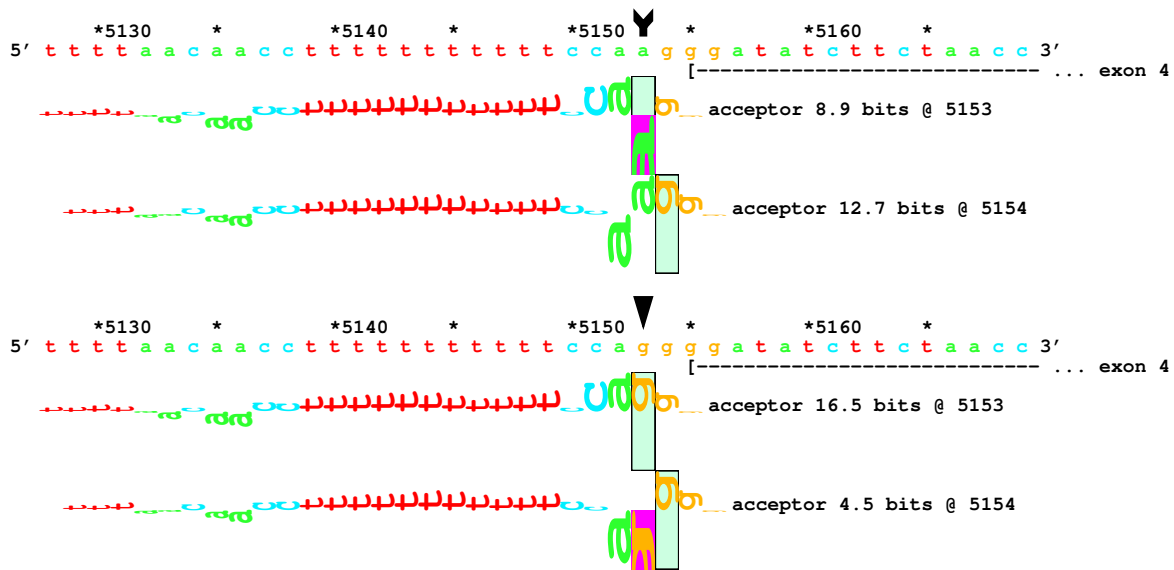 *5130 * *5140 * *5150 * *5160 *
5′ t t t t a a c a a c c t t t t t t t t t t t c c a a g g g a t a t c t t c t a a c c 3′
[----------------------------- ... exon 4
acceptor 8.9 bits @ 5153
acceptor 12.7 bits @ 5154
*5130 * *5140 * *5150 * *5160 *
5′ t t t t a a c a a c c t t t t t t t t t t t c c a g g g g a t a t c t t c t a a c c 3′
[----------------------------- ... exon 4
acceptor 16.5 bits @ 5153
acceptor 4.5 bits @ 5154